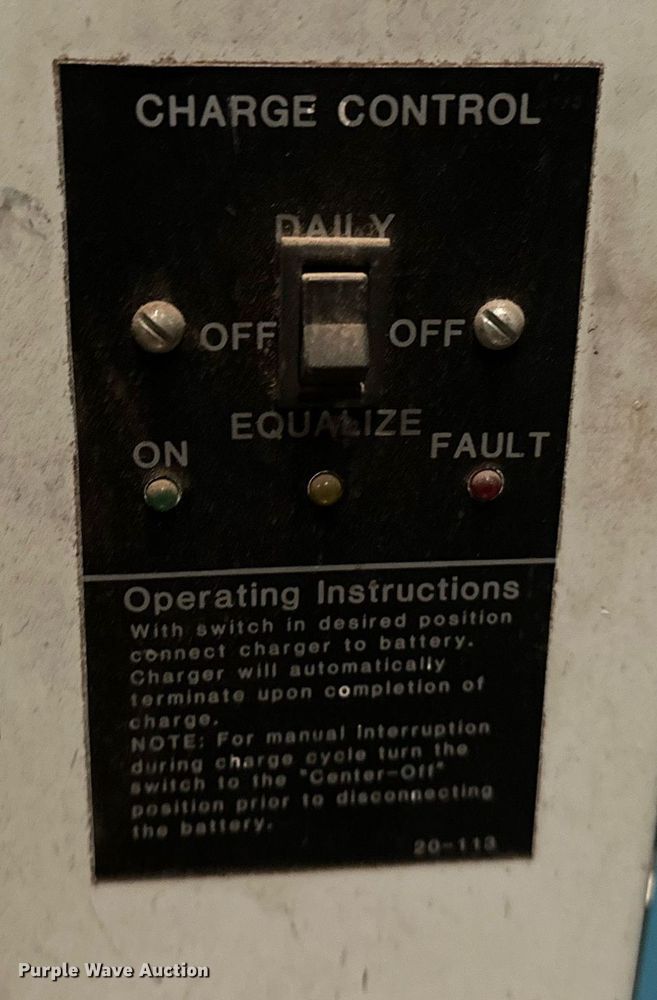 CHARGE CONTROL
DAILY
OFF OFF
EQUALIZE
ON FAULT
Operating Instructions
With switch in desired position
connect charger to battery.
Charger will automatically
terminate upon completion of
charge.
NOTE: For manual interruption
during charge cycle turn the
switch to the "Center-Off"
position prior to disconnecting
the battery.
20-113
Purple Wave Auction